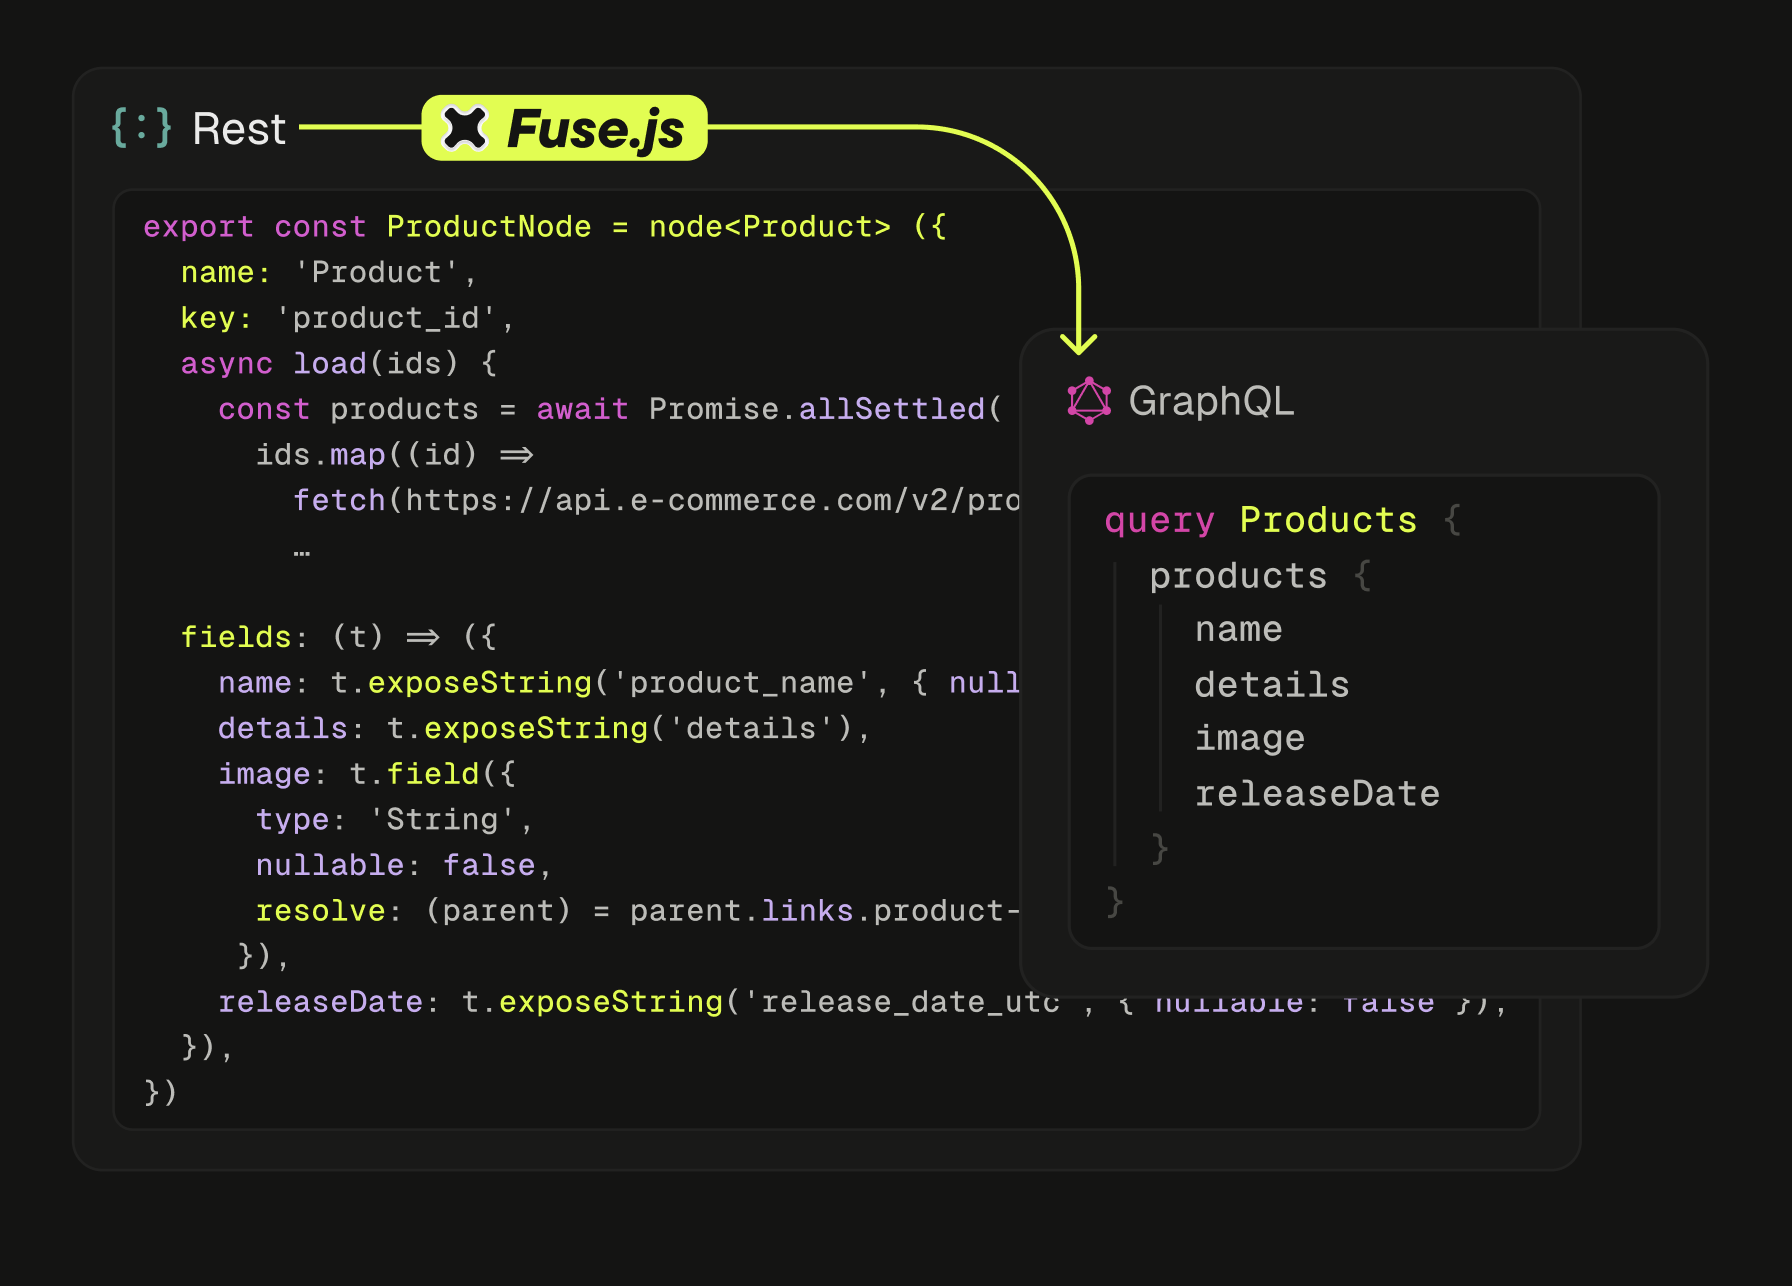 {:} Rest Fuse.js
export const ProductNode = node<Product> ({
name: 'Product',
key: 'product_id',
async load(ids) {
const products = await Promise.allSettled(
ids.map((id) =>
fetch(https://api.e-commerce.com/v2/pro
…
fields: (t) => ({
name: t.exposeString('product_name', { null
details: t.exposeString('details'),
image: t.field({
type: 'String',
nullable: false,
resolve: (parent) = parent.links.product-
}),
releaseDate: t.exposeString('release_date_utc', { nullable: false }),
}),
})
GraphQL
query Products {
products {
name
details
image
releaseDate
}
}